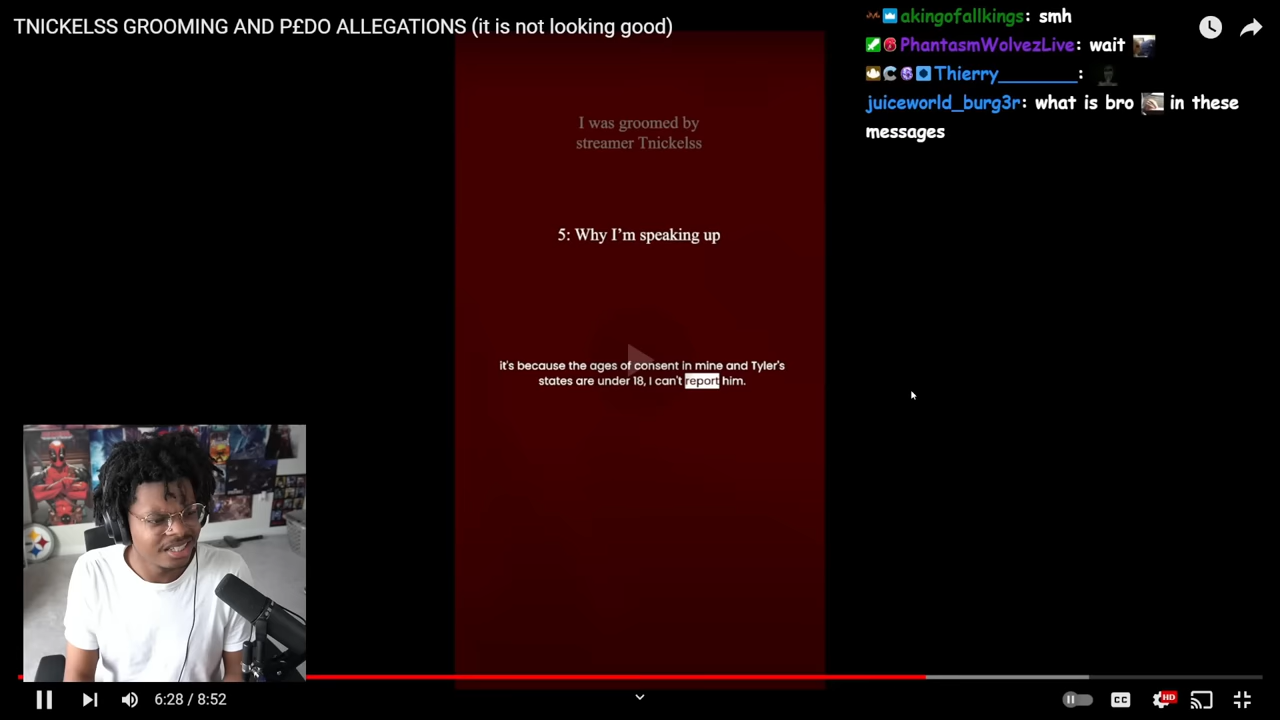 TNICKELSS GROOMING AND P£DO ALLEGATIONS (it is not looking good)
akingofallkings: smh
PhantasmWolvezLive: wait
Thierry________:
juiceworld_burg3r: what is bro in these
messages
I was groomed by
streamer Tnickelss
5: Why I'm speaking up
it's because the ages of consent in mine and Tyler's
states are under 18, I can't report him.
6:28 / 8:52
CC
HD